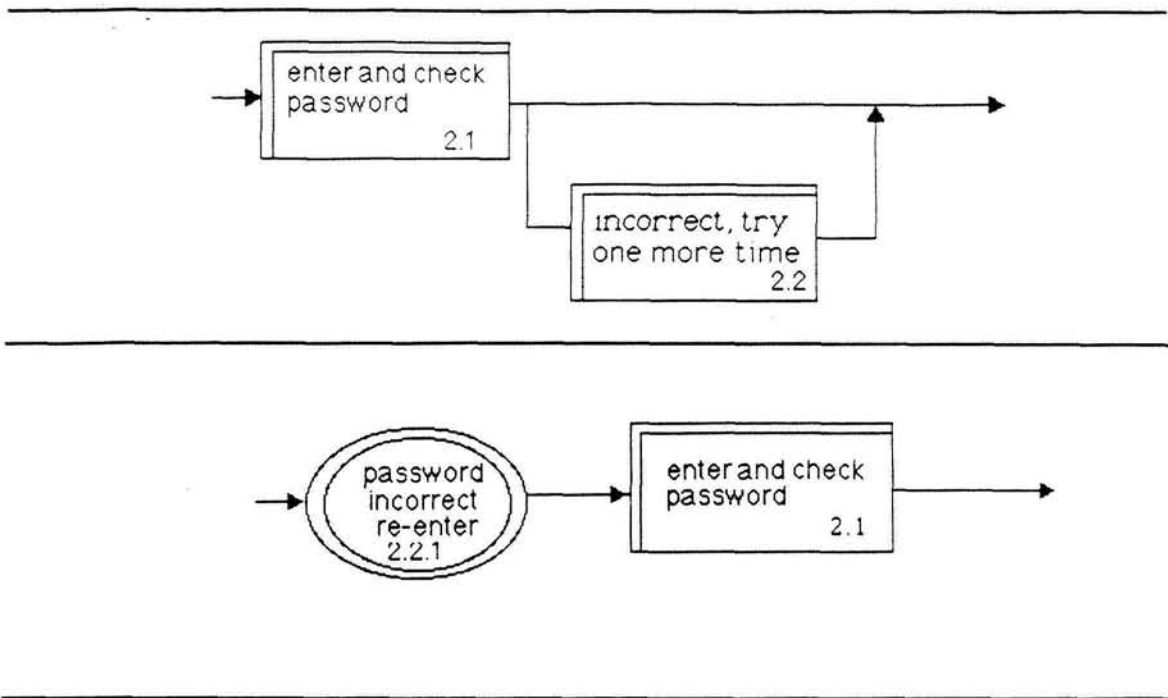 enter and check
password
2.1
incorrect, try
one more time
2.2
password
incorrect
re-enter
2.2.1
enter and check
password
2.1